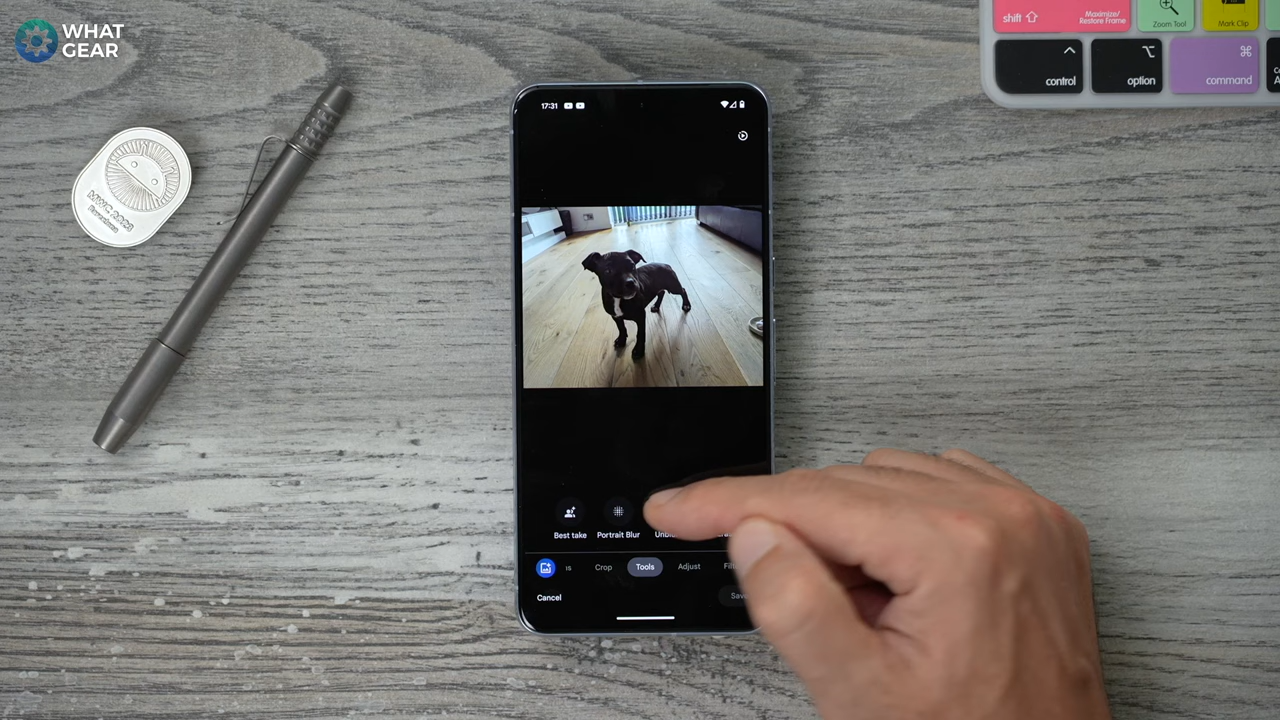 WHAT
GEAR
shift
Maximize/
Restore Frame
Zoom Tool
Mark Clip
control
option
command
MWC
17:31
Best take
Portrait Blur
Crop
Tools
Adjust
Cancel